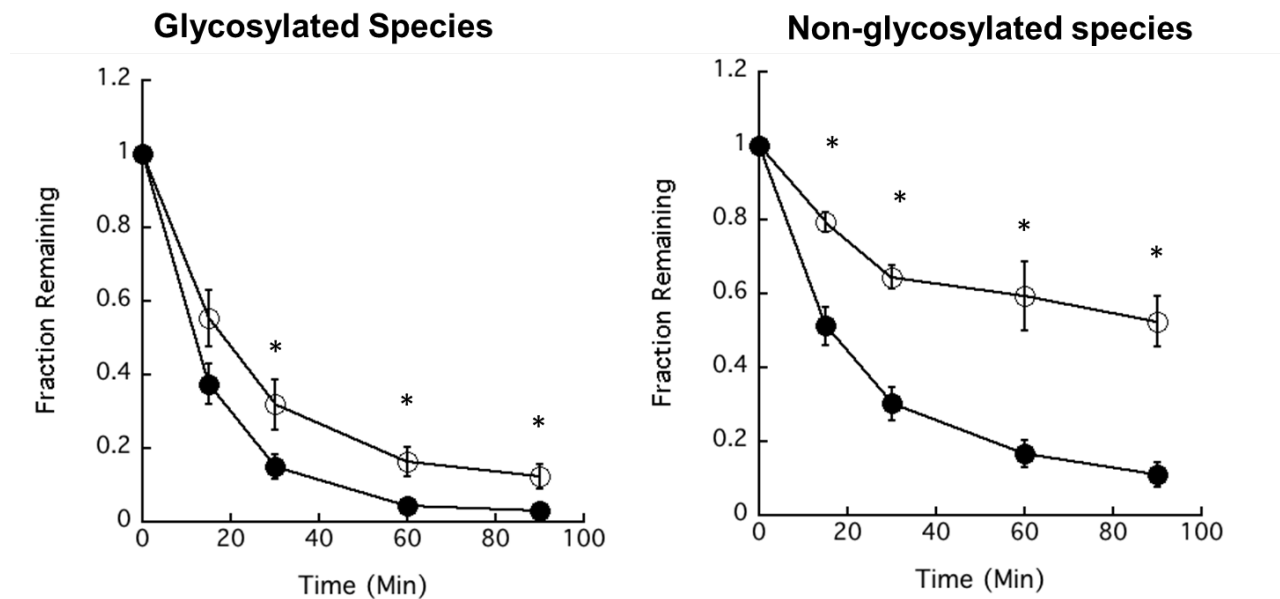 Glycosylated Species
1.2
1
0.8
0.6
0.4
0.2
0
Fraction Remaining
*
*
*
0 20 40 60 80 100
Time (Min)
Non-glycosylated species
1.2
1
0.8
0.6
0.4
0.2
0
Fraction Remaining
*
*
*
*
0 20 40 60 80 100
Time (Min)